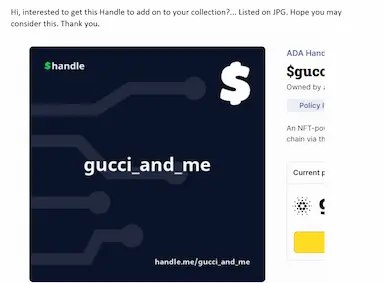 Hi, interested to get this Handle to add on to your collection?... Listed on JPG. Hope you may
consider this. Thank you.
$handle
$
gucci_and_me
handle.me/gucci_and_me
ADA Hand
$gucc
Owned by
Policy I
An NFT-pov
chain via th
Current p